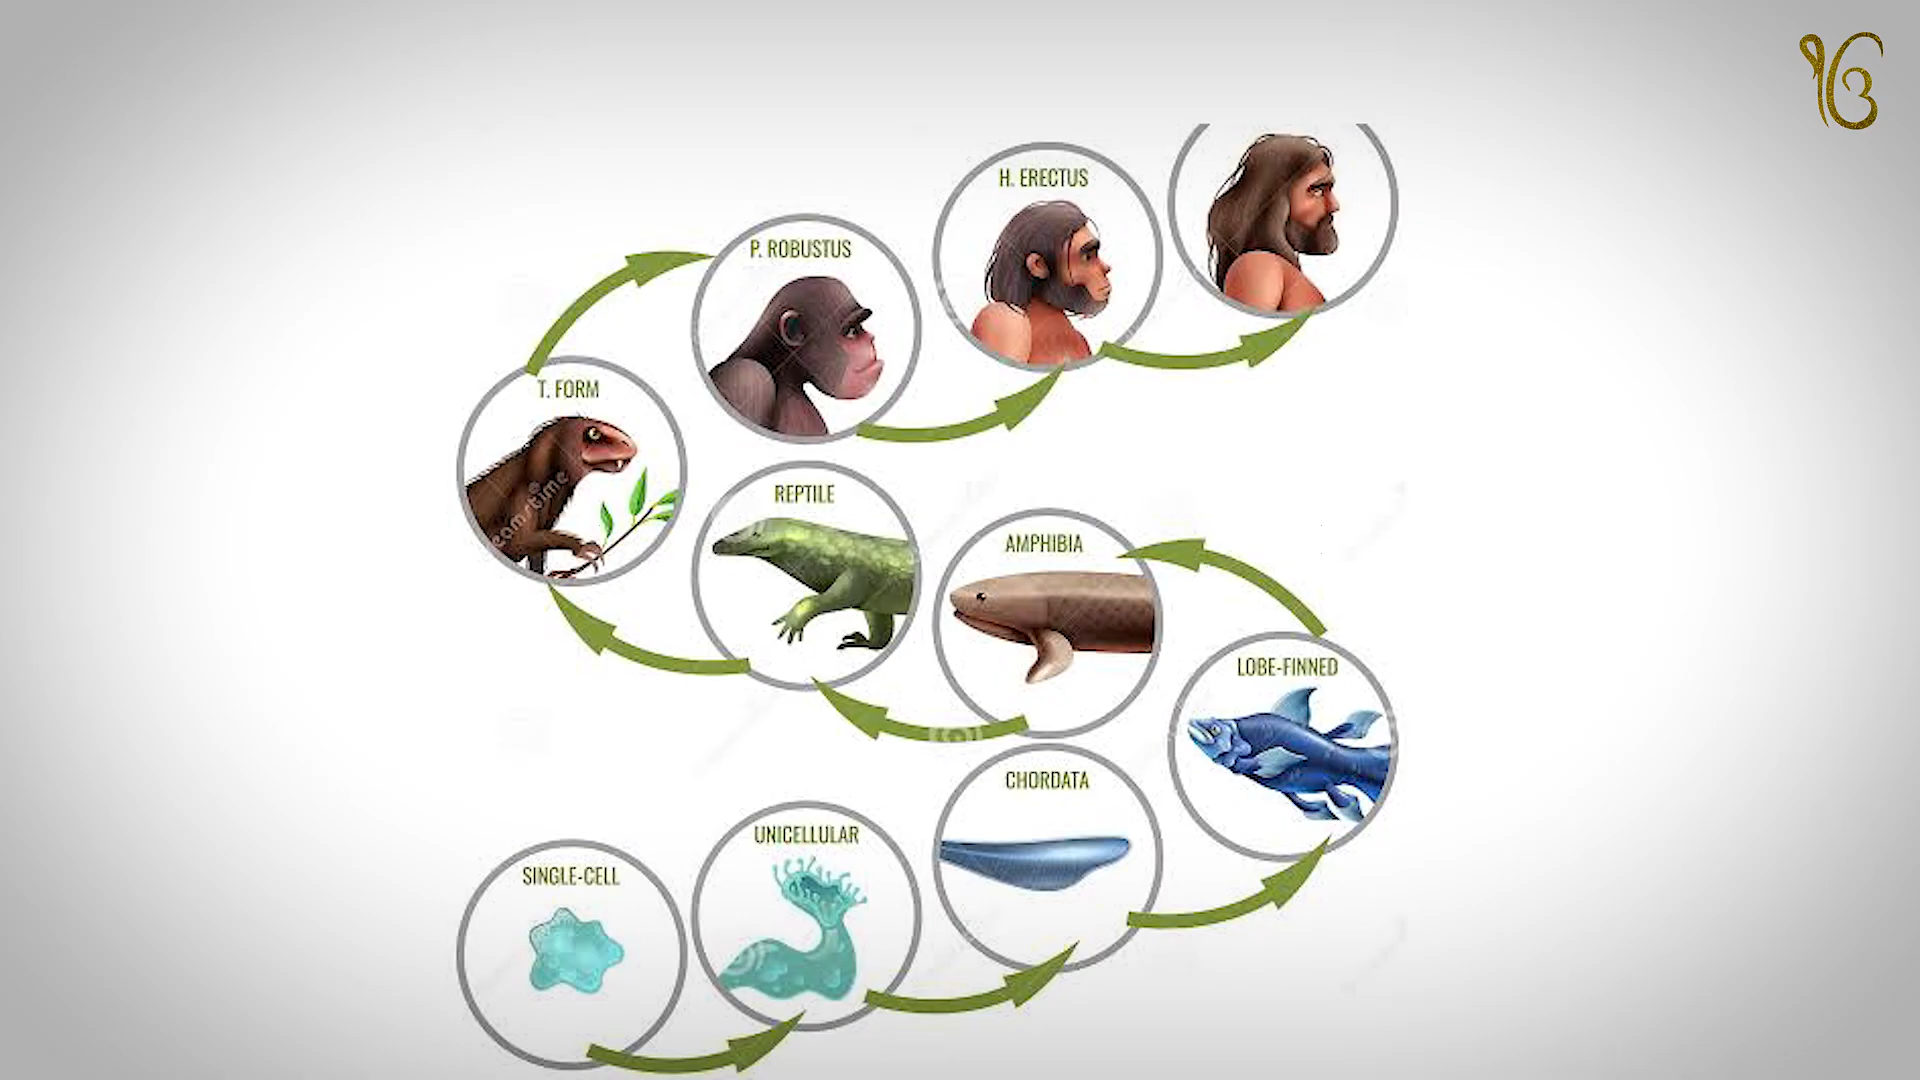 ੴ
H. ERECTUS
P. ROBUSTUS
T. FORM
REPTILE
AMPHIBIA
LOBE-FINNED
CHORDATA
UNICELLULAR
SINGLE-CELL